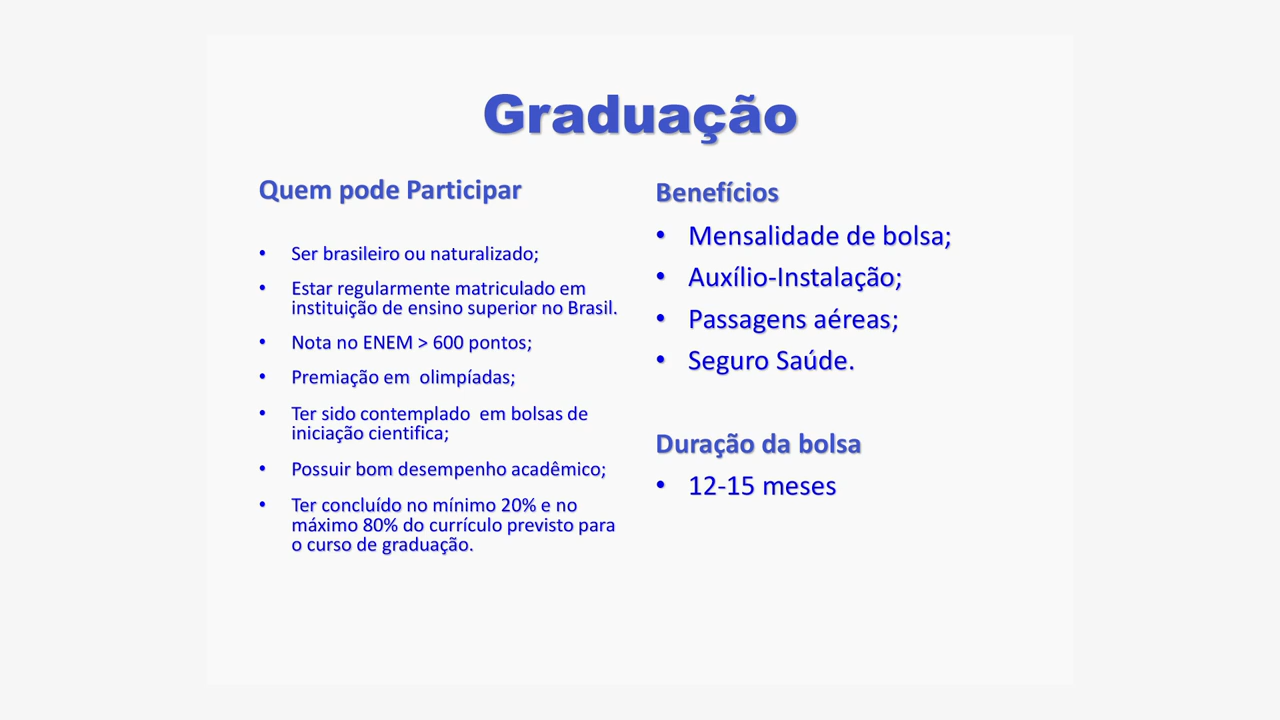 Graduação
Quem pode Participar
• Ser brasileiro ou naturalizado;
• Estar regularmente matriculado em
instituição de ensino superior no Brasil.
• Nota no ENEM > 600 pontos;
• Premiação em  olimpíadas;
• Ter sido contemplado  em bolsas de
iniciação cientifica;
• Possuir bom desempenho acadêmico;
• Ter concluído no mínimo 20% e no
máximo 80% do currículo previsto para
o curso de graduação.
Benefícios
• Mensalidade de bolsa;
• Auxílio-Instalação;
• Passagens aéreas;
• Seguro Saúde.
Duração da bolsa
• 12-15 meses